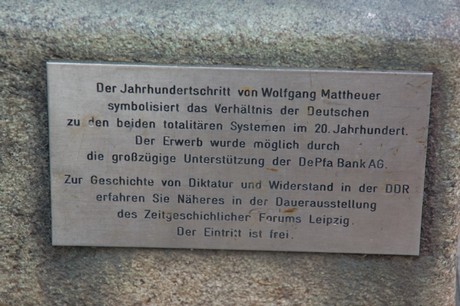 Der Jahrhundertschritt von Wolfgang Mattheuer
symbolisiert das Verhältnis der Deutschen
zu den beiden totalitären Systemen im 20. Jahrhundert.
Der Erwerb wurde möglich durch
die großzügige Unterstützung der DePfa Bank AG.
Zur Geschichte von Diktatur und Widerstand in der DDR
erfahren Sie Näheres in der Dauerausstellung
des Zeitgeschichtlicher Forums Leipzig.
Der Eintritt ist frei.